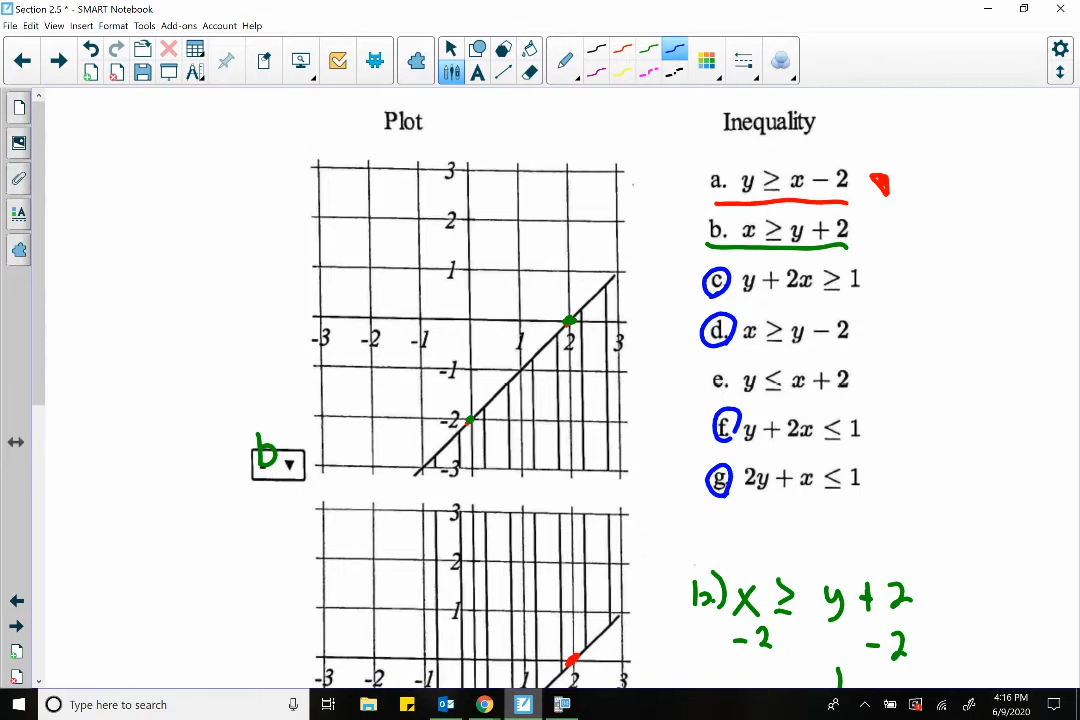 Section 2.5 * - SMART Notebook
File Edit View Insert Format Tools Add-ons Account Help
Plot
Inequality
3
2
1
-3 -2 -1 1 2 3
-1
-2
-3
b
a. y ≥ x − 2
b. x ≥ y + 2
c. y + 2x ≥ 1
d. x ≥ y − 2
e. y ≤ x + 2
f. y + 2x ≤ 1
g. 2y + x ≤ 1
3
2
1
-3 -2 -1 1 2 3
b.) x ≥ y + 2
-2 -2
Type here to search
4:16 PM
6/9/2020